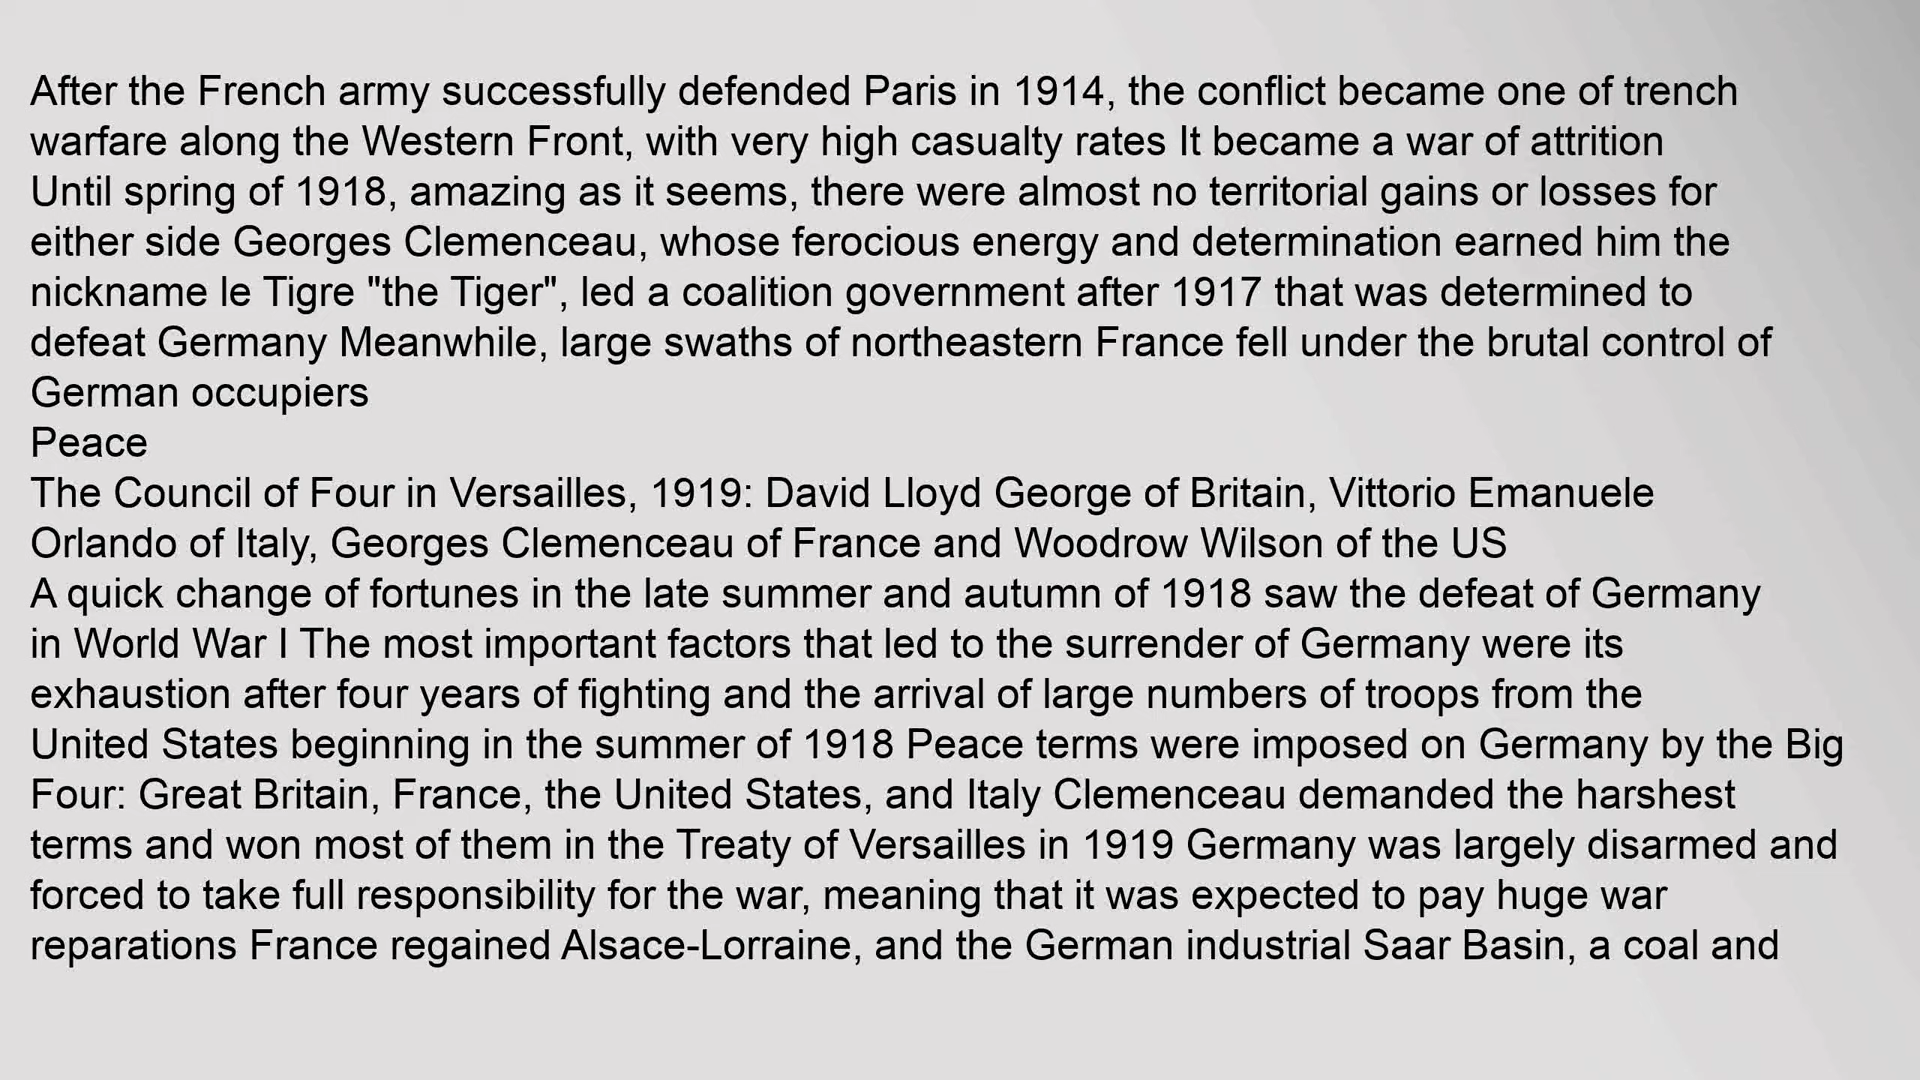 After the French army successfully defended Paris in 1914, the conflict became one of trench
warfare along the Western Front, with very high casualty rates It became a war of attrition
Until spring of 1918, amazing as it seems, there were almost no territorial gains or losses for
either side Georges Clemenceau, whose ferocious energy and determination earned him the
nickname le Tigre "the Tiger", led a coalition government after 1917 that was determined to
defeat Germany Meanwhile, large swaths of northeastern France fell under the brutal control of
German occupiers
Peace
The Council of Four in Versailles, 1919: David Lloyd George of Britain, Vittorio Emanuele
Orlando of Italy, Georges Clemenceau of France and Woodrow Wilson of the US
A quick change of fortunes in the late summer and autumn of 1918 saw the defeat of Germany
in World War I The most important factors that led to the surrender of Germany were its
exhaustion after four years of fighting and the arrival of large numbers of troops from the
United States beginning in the summer of 1918 Peace terms were imposed on Germany by the Big
Four: Great Britain, France, the United States, and Italy Clemenceau demanded the harshest
terms and won most of them in the Treaty of Versailles in 1919 Germany was largely disarmed and
forced to take full responsibility for the war, meaning that it was expected to pay huge war
reparations France regained Alsace-Lorraine, and the German industrial Saar Basin, a coal and